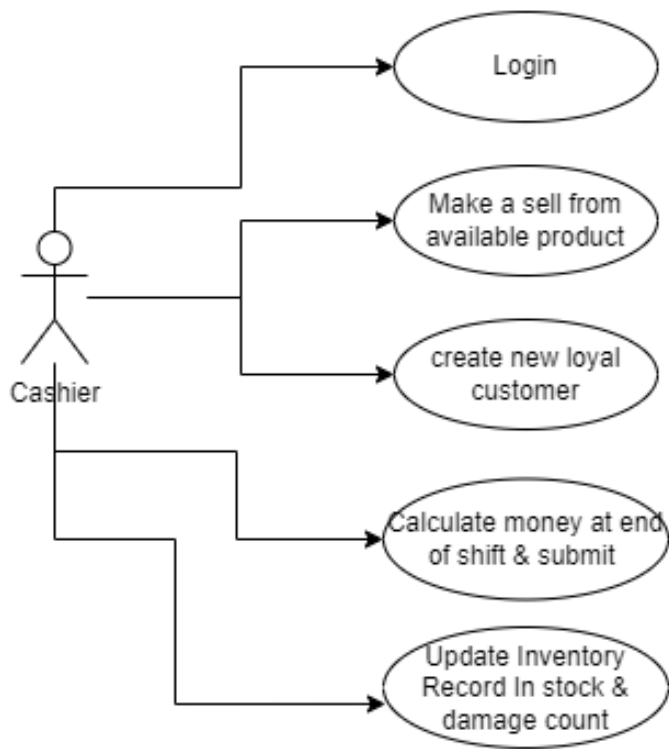 Login
Make a sell from
available product
create new loyal
customer
Cashier
Calculate money at end
of shift & submit
Update Inventory
Record In stock &
damage count